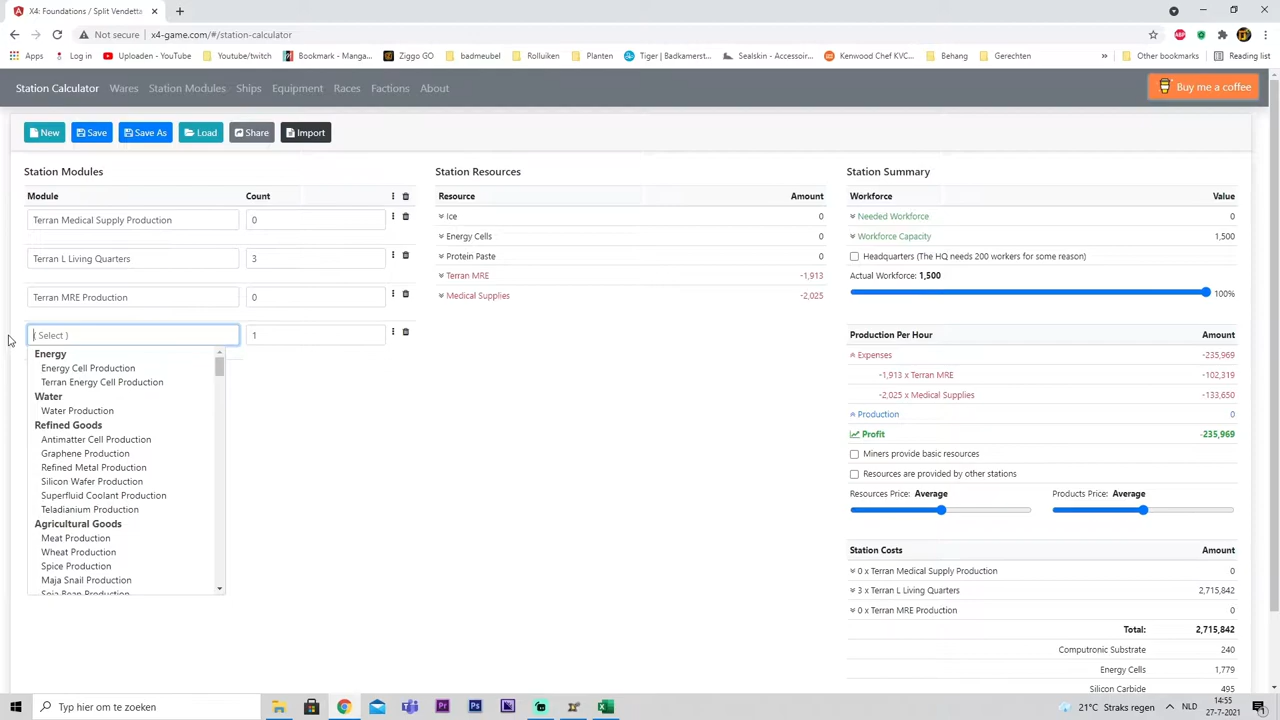 X4: Foundations / Split Vendetta
Not secure
x4-game.com/#/station-calculator
Apps
Log in
Uploaden - YouTube
Youtube/twitch
Bookmark - Manga...
Ziggo GO
badmeubel
Rolluiken
Planten
Tiger | Badkamerst...
Sealskin - Accessoir...
Kenwood Chef KVC...
Behang
Gerechten
»
Other bookmarks
Reading list
Station Calculator
Wares
Station Modules
Ships
Equipment
Races
Factions
About
Buy me a coffee
New
Save
Save As
Load
Share
Import
Station Modules
Module Count
Terran Medical Supply Production 0
Terran L Living Quarters 3
Terran MRE Production 0
( Select ) 1
Energy
Energy Cell Production
Terran Energy Cell Production
Water
Water Production
Refined Goods
Antimatter Cell Production
Graphene Production
Refined Metal Production
Silicon Wafer Production
Superfluid Coolant Production
Teladianium Production
Agricultural Goods
Meat Production
Wheat Production
Spice Production
Maja Snail Production
Soja Bean Production
Station Resources
Resource Amount
Ice 0
Energy Cells 0
Protein Paste 0
Terran MRE -1,913
Medical Supplies -2,025
Station Summary
Workforce Value
Needed Workforce 0
Workforce Capacity 1,500
Headquarters (The HQ needs 200 workers for some reason)
Actual Workforce: 1,500
100%
Production Per Hour Amount
Expenses -235,969
-1,913 x Terran MRE -102,319
-2,025 x Medical Supplies -133,650
Production 0
Profit -235,969
Miners provide basic resources
Resources are provided by other stations
Resources Price: Average Products Price: Average
Station Costs Amount
0 x Terran Medical Supply Production 0
3 x Terran L Living Quarters 2,715,842
0 x Terran MRE Production 0
Total: 2,715,842
Computronic Substrate 240
Energy Cells 1,779
Silicon Carbide 495
Typ hier om te zoeken
21°C Straks regen
NLD
14:55
27-7-2021